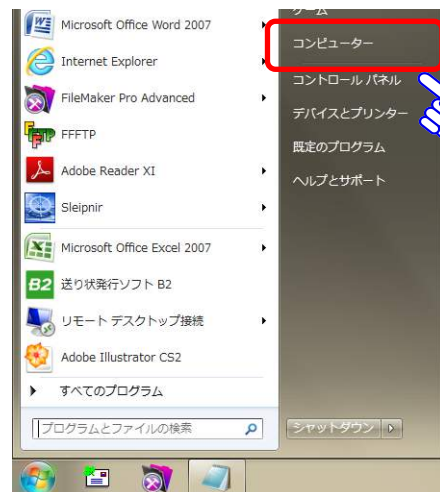 Microsoft Office Word 2007
Internet Explorer
FileMaker Pro Advanced
FFFTP
Adobe Reader XI
Sleipnir
Microsoft Office Excel 2007
B2 送り状発行ソフト B2
リモート デスクトップ接続
Adobe Illustrator CS2
すべてのプログラム
プログラムとファイルの検索
ゲーム
コンピューター
コントロール パネル
デバイスとプリンター
既定のプログラム
ヘルプとサポート
シャットダウン